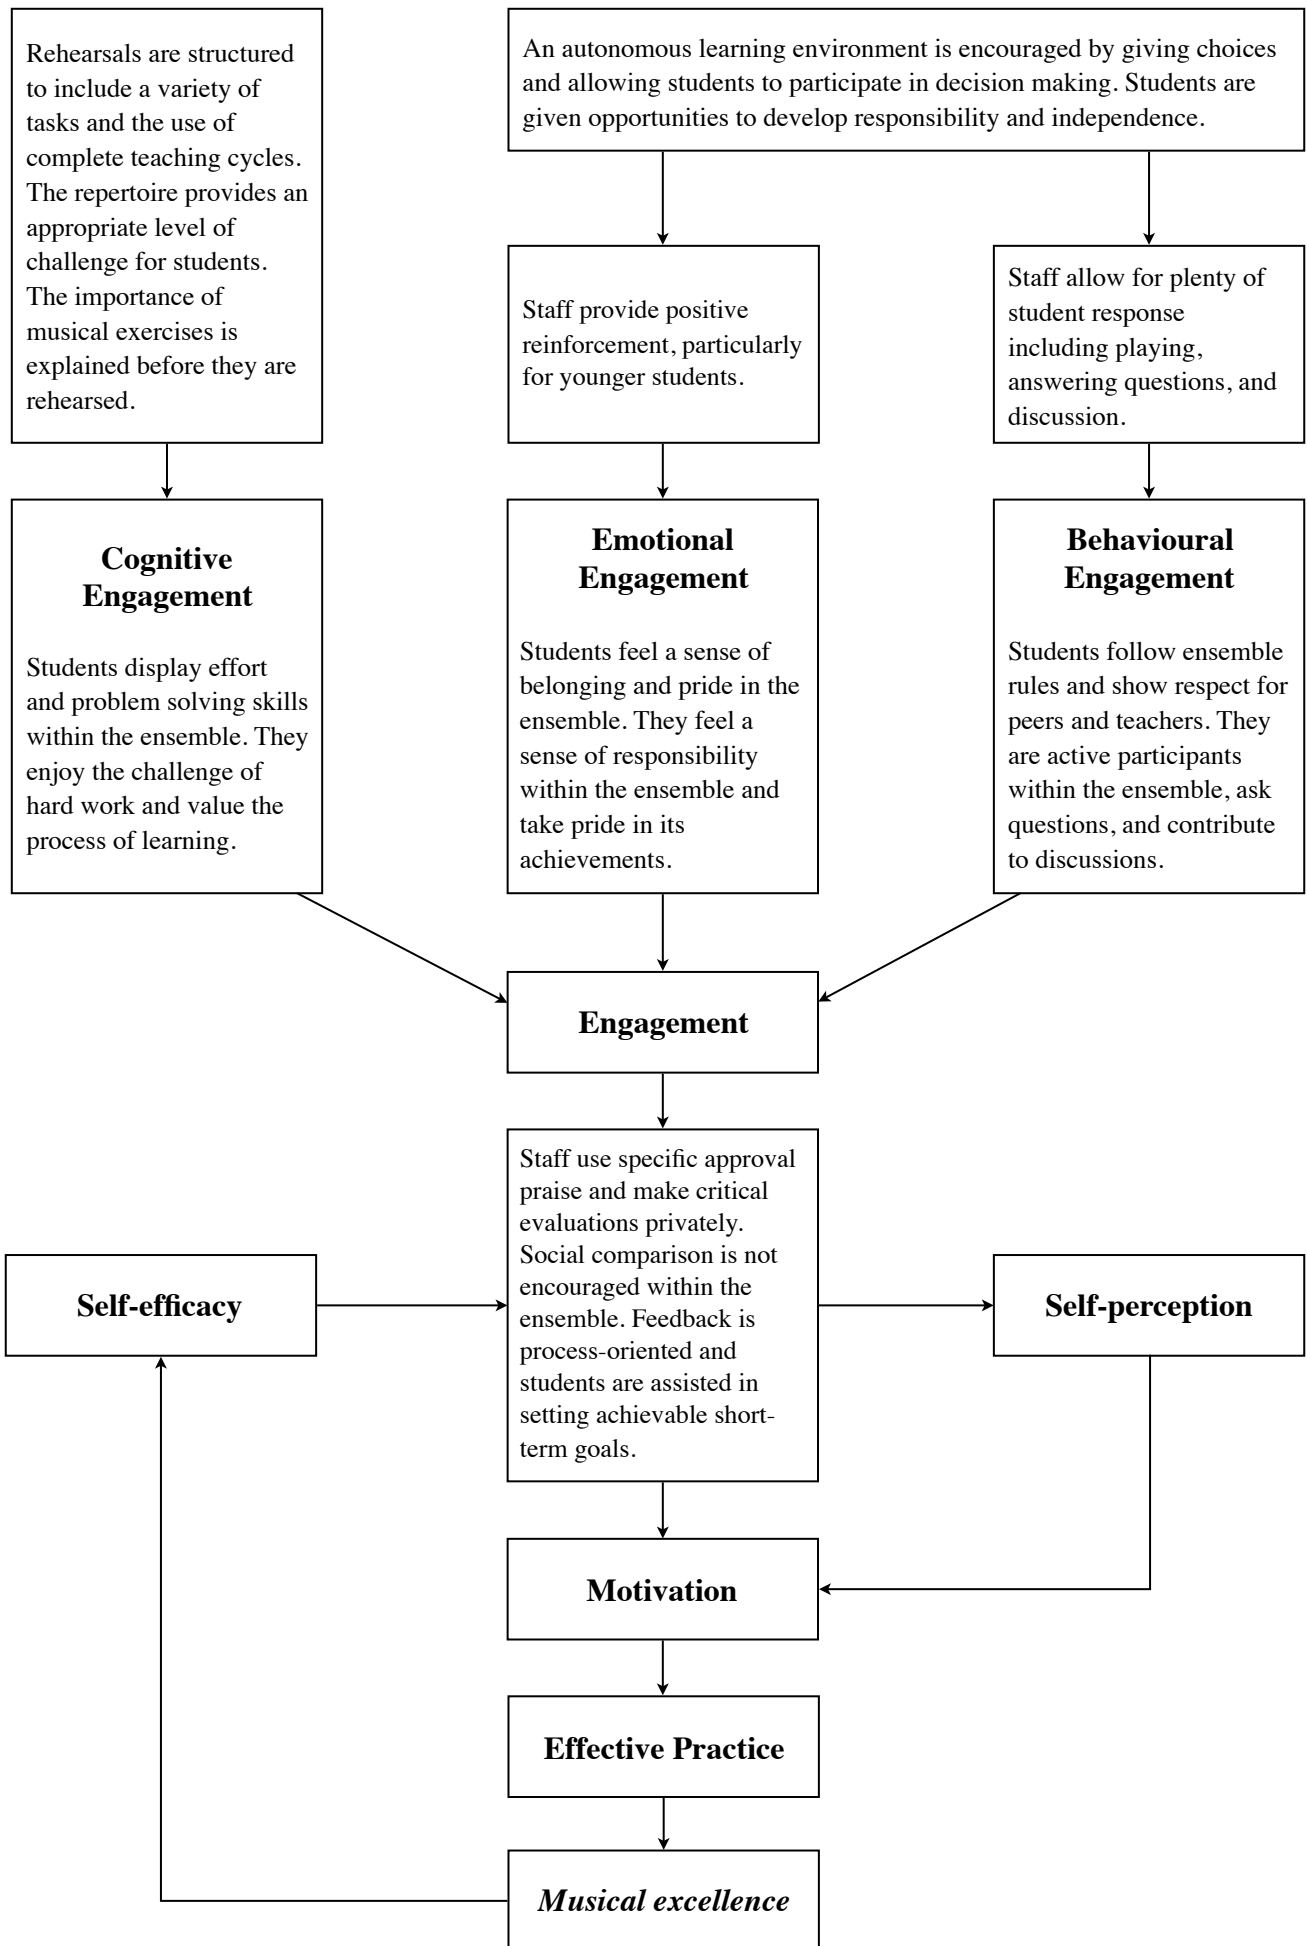 Rehearsals are structured
to include a variety of
tasks and the use of
complete teaching cycles.
The repertoire provides an
appropriate level of
challenge for students.
The importance of
musical exercises is
explained before they are
rehearsed.
An autonomous learning environment is encouraged by giving choices
and allowing students to participate in decision making. Students are
given opportunities to develop responsibility and independence.
Staff provide positive
reinforcement, particularly
for younger students.
Staff allow for plenty of
student response
including playing,
answering questions, and
discussion.
Cognitive
Engagement
Students display effort
and problem solving skills
within the ensemble. They
enjoy the challenge of
hard work and value the
process of learning.
Emotional
Engagement
Students feel a sense of
belonging and pride in the
ensemble. They feel a
sense of responsibility
within the ensemble and
take pride in its
achievements.
Behavioural
Engagement
Students follow ensemble
rules and show respect for
peers and teachers. They
are active participants
within the ensemble, ask
questions, and contribute
to discussions.
Engagement
Staff use specific approval
praise and make critical
evaluations privately.
Social comparison is not
encouraged within the
ensemble. Feedback is
process-oriented and
students are assisted in
setting achievable short-
term goals.
Self-efficacy
Self-perception
Motivation
Effective Practice
Musical excellence